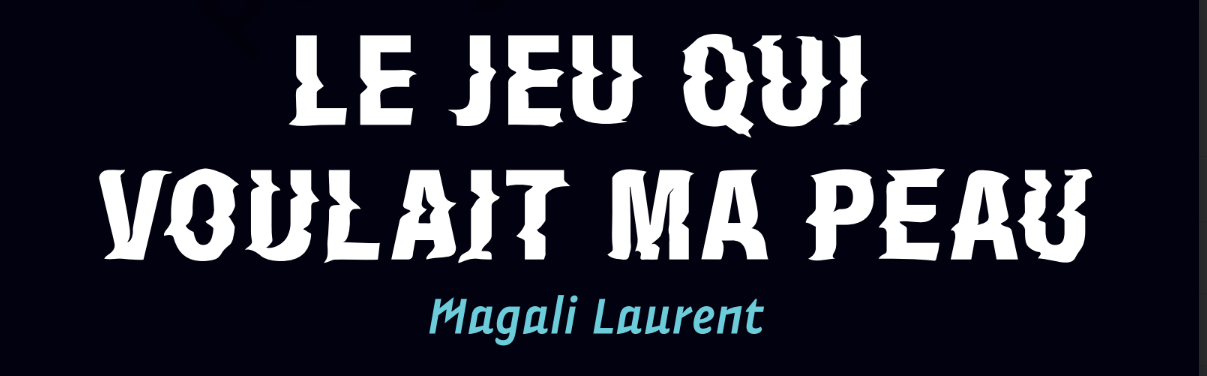 LE JEU QUI
VOULAIT MA PEAU
Magali Laurent